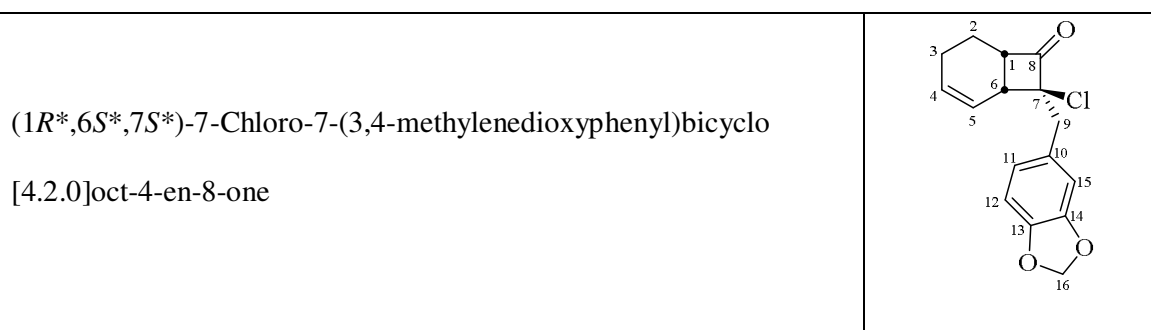 (1R*,6S*,7S*)-7-Chloro-7-(3,4-methylenedioxyphenyl)bicyclo
[4.2.0]oct-4-en-8-one
2
O
3
1
8
6
4
7
Cl
5
9
10
11
15
12
14
13
O
O
16